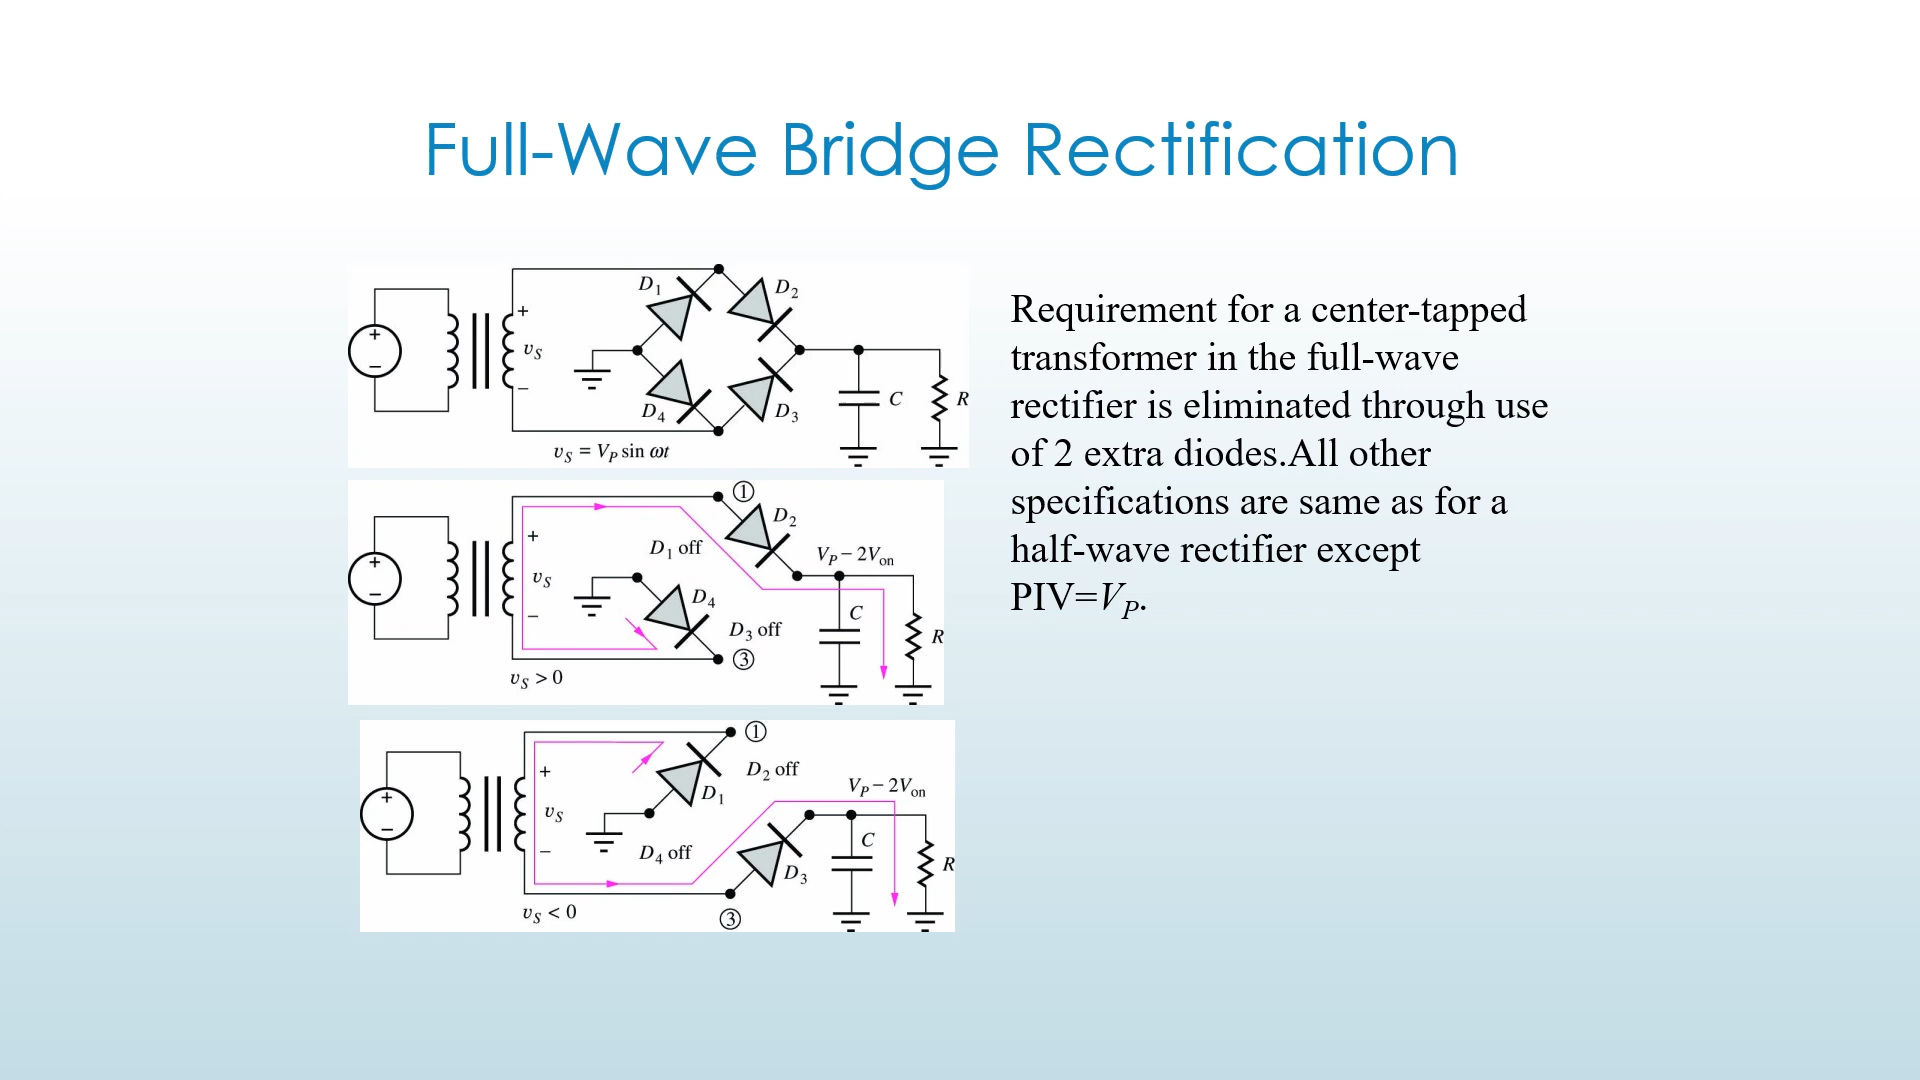 Full-Wave Bridge Rectification
D1 D2
+
+ vS
−
−
D4 D3 C R
vS = VP sin ωt
1
D2
+
D1 off VP − 2Von
+ vS
− D4 C
−
D3 off R
3
vS > 0
1
+ D2 off
D1 VP − 2Von
+ vS
−
− D4 off C
D3 R
vS < 0 3
Requirement for a center-tapped
transformer in the full-wave
rectifier is eliminated through use
of 2 extra diodes.All other
specifications are same as for a
half-wave rectifier except
PIV=VP.